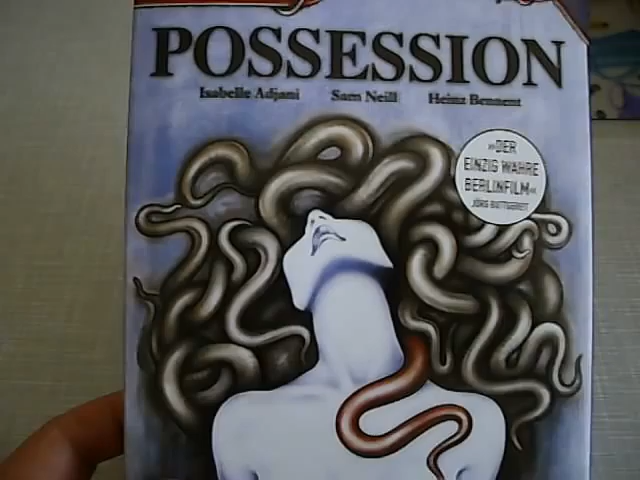 POSSESSION
Isabelle Adjani Sam Neill Heinz Bennent
»DER
EINZIG WAHRE
BERLINFILM«
JÖRG BUTTGEREIT